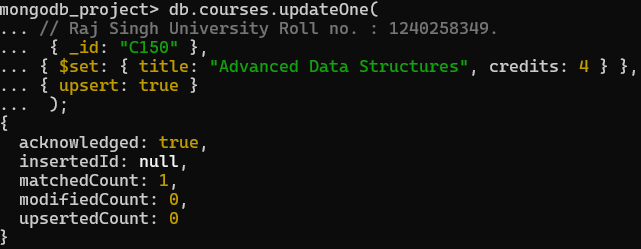 mongodb_project> db.courses.updateOne(
... // Raj Singh University Roll no. : 1240258349.
...   { _id: "C150" },
... { $set: { title: "Advanced Data Structures", credits: 4 } },
... { upsert: true }
...   );
{
  acknowledged: true,
  insertedId: null,
  matchedCount: 1,
  modifiedCount: 0,
  upsertedCount: 0
}